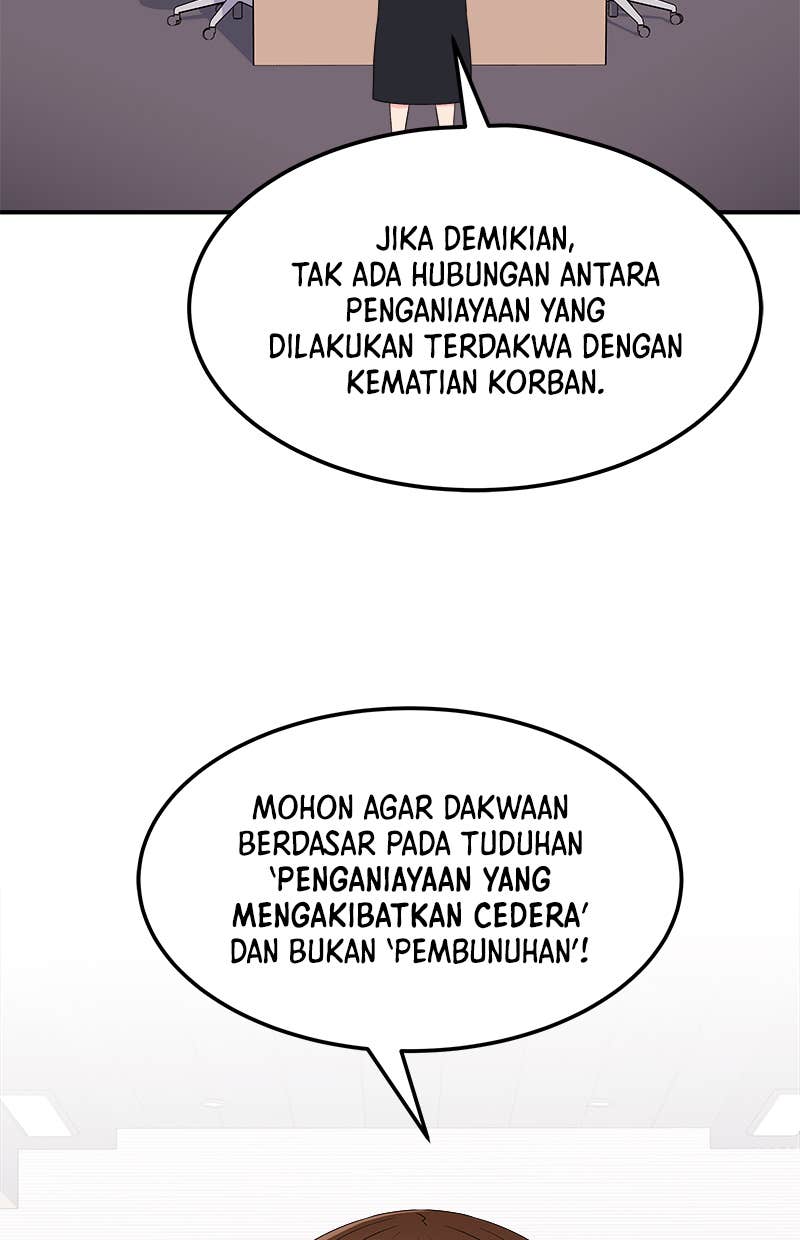 JIKA DEMIKIAN,
TAK ADA HUBUNGAN ANTARA
PENGANIAYAAN YANG
DILAKUKAN TERDAKWA DENGAN
KEMATIAN KORBAN.
MOHON AGAR DAKWAAN
BERDASAR PADA TUDUHAN
‘PENGANIAYAAN YANG
MENGAKIBATKAN CEDERA’
DAN BUKAN ‘PEMBUNUHAN’!